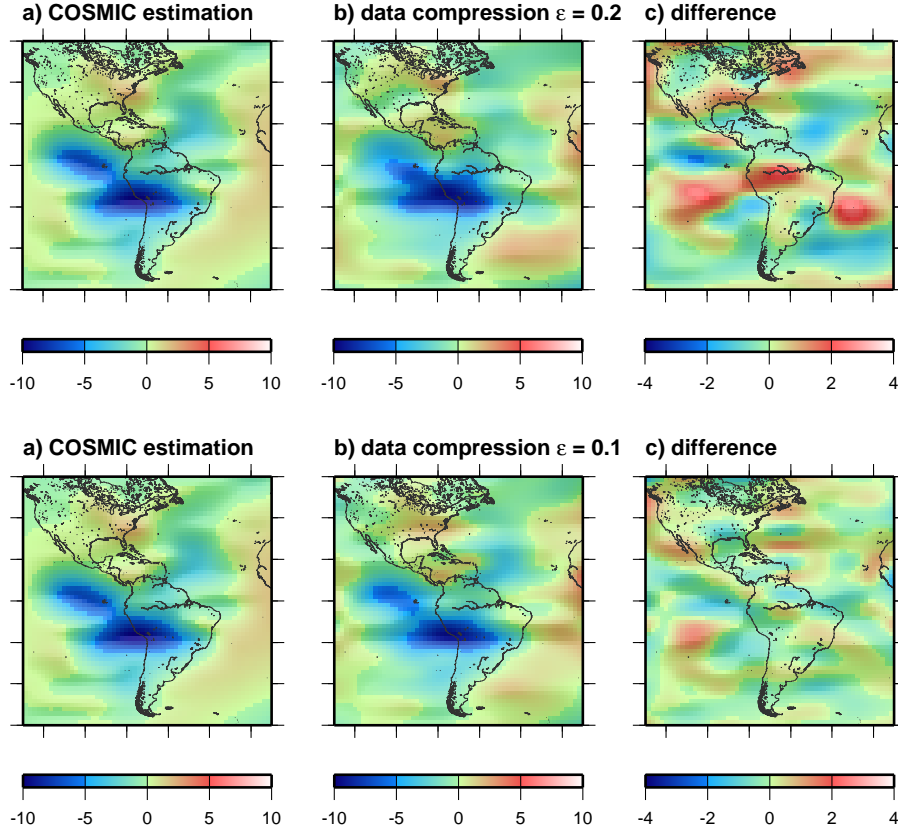 a) COSMIC estimation
b) data compression ε = 0.2
c) difference
-10 -5 0 5 10
-10 -5 0 5 10
-4 -2 0 2 4
a) COSMIC estimation
b) data compression ε = 0.1
c) difference
-10 -5 0 5 10
-10 -5 0 5 10
-4 -2 0 2 4